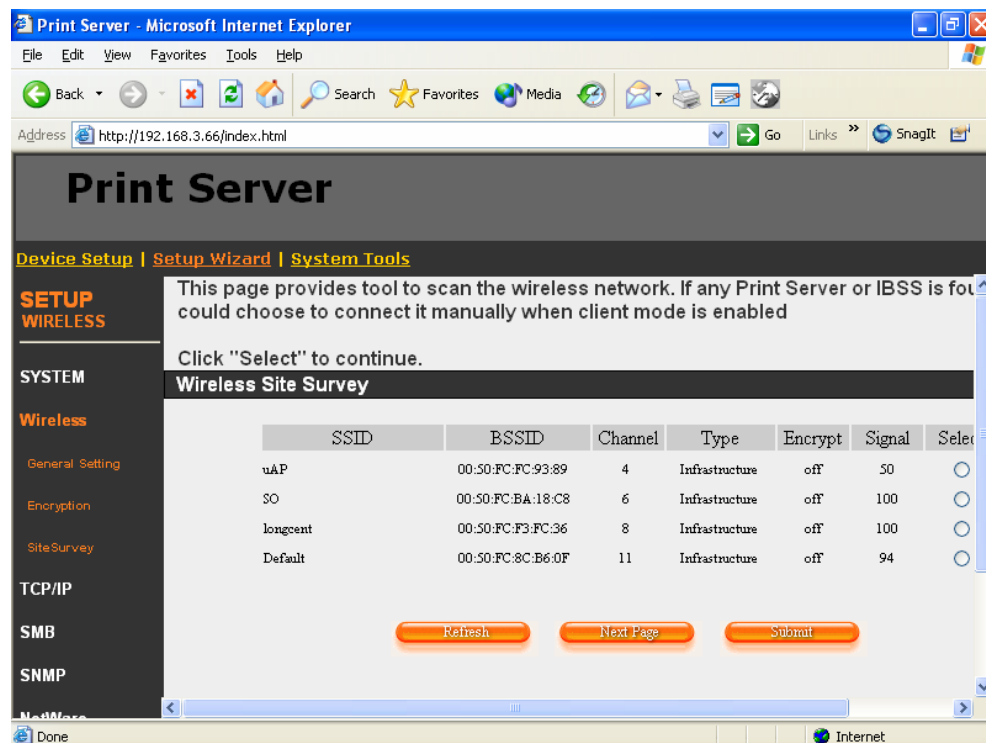 Print Server - Microsoft Internet Explorer
File Edit View Favorites Tools Help
Back Search Favorites Media
Address http://192.168.3.66/index.html Go Links » SnagIt
Print Server
Device Setup | Setup Wizard | System Tools
SETUP
WIRELESS
SYSTEM
Wireless
General Setting
Encryption
SiteSurvey
TCP/IP
SMB
SNMP
NetWare
This page provides tool to scan the wireless network. If any Print Server or IBSS is fou
could choose to connect it manually when client mode is enabled
Click "Select" to continue.
Wireless Site Survey
SSID BSSID Channel Type Encrypt Signal Selec
uAP 00:50:FC:FC:93:89 4 Infrastructure off 50
SO 00:50:FC:BA:18:C8 6 Infrastructure off 100
longcent 00:50:FC:F3:FC:36 8 Infrastructure off 100
Default 00:50:FC:8C:B6:0F 11 Infrastructure off 94
Refresh Next Page Submit
Done Internet